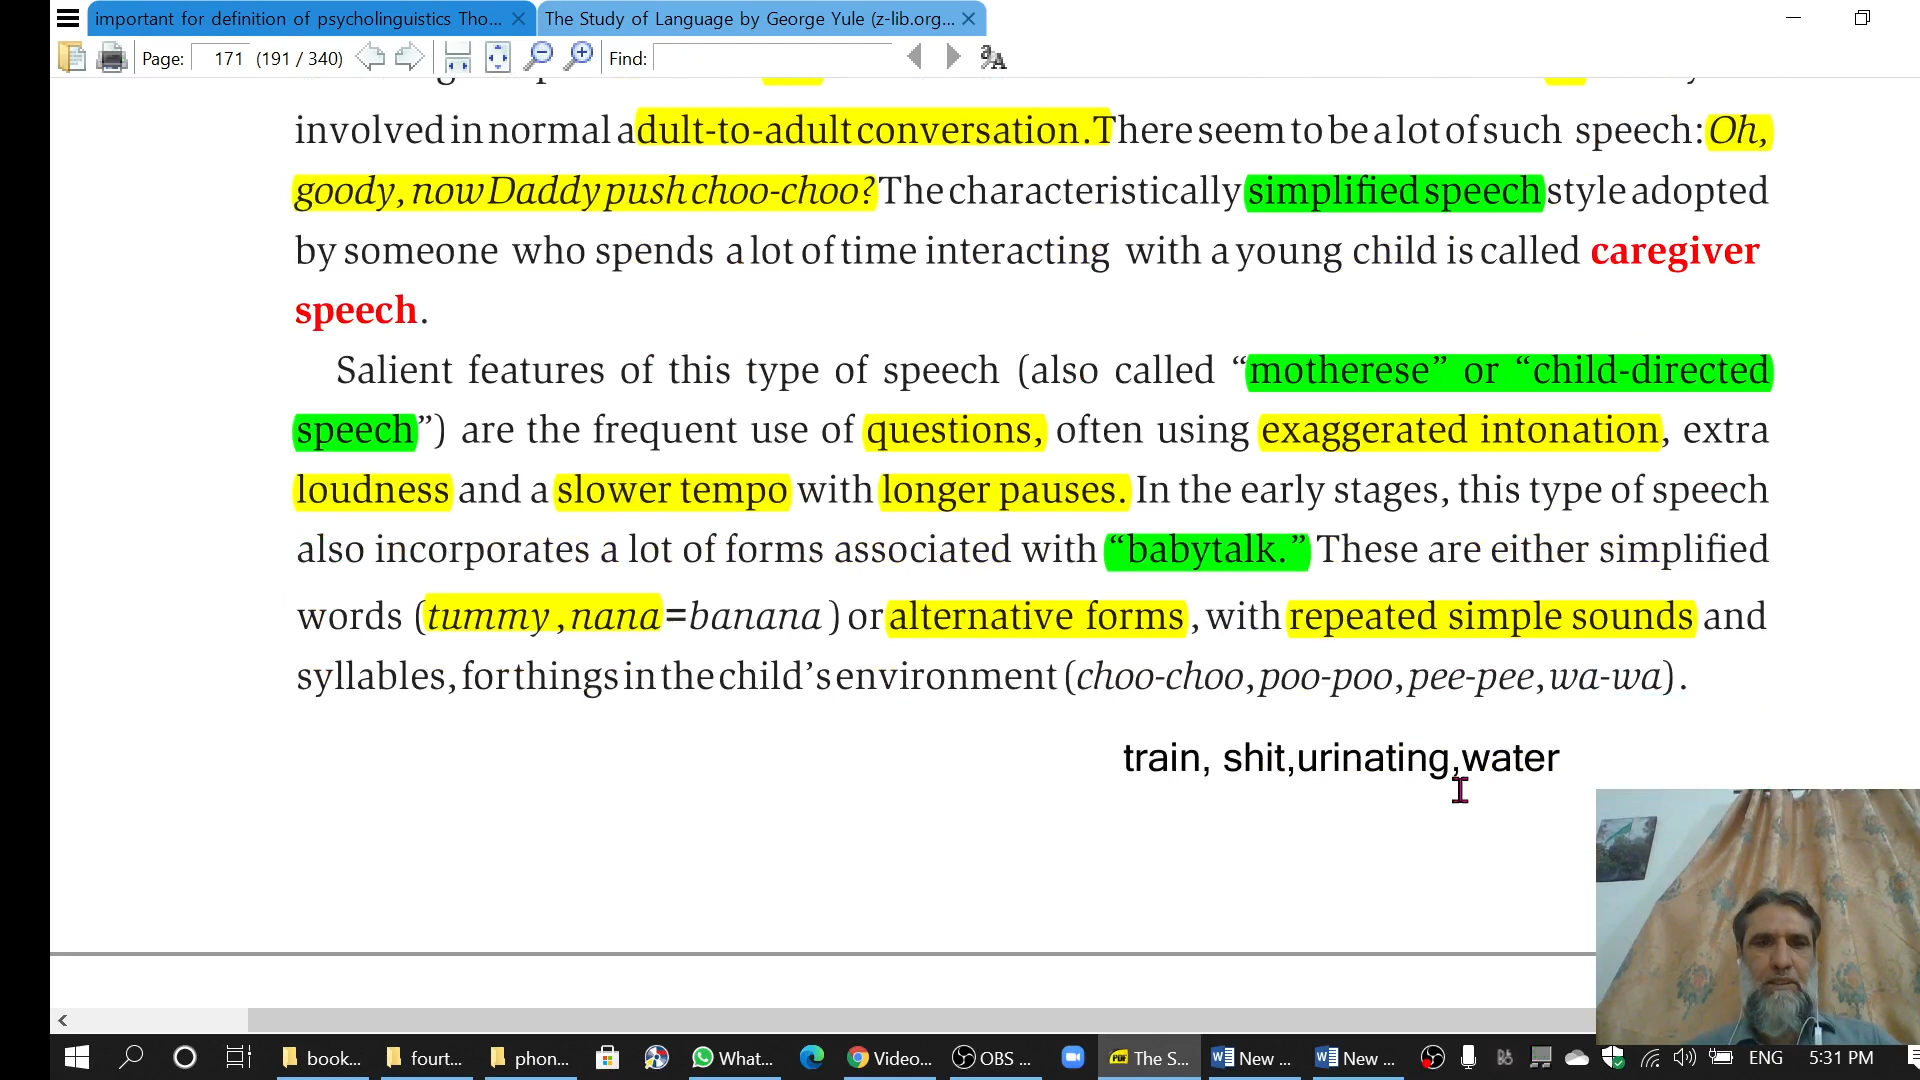 important for definition of psycholinguistics Tho...
The Study of Language by George Yule (z-lib.org...
Page: 171 (191 / 340) Find:
involved in normal adult-to-adult conversation. There seem to be a lot of such speech: Oh,
goody, now Daddy push choo-choo? The characteristically simplified speech style adopted
by someone who spends a lot of time interacting with a young child is called caregiver
speech.
Salient features of this type of speech (also called “motherese” or “child-directed
speech”) are the frequent use of questions, often using exaggerated intonation, extra
loudness and a slower tempo with longer pauses. In the early stages, this type of speech
also incorporates a lot of forms associated with “babytalk.” These are either simplified
words (tummy, nana=banana) or alternative forms, with repeated simple sounds and
syllables, for things in the child’s environment (choo-choo, poo-poo, pee-pee, wa-wa).
train, shit,urinating,water
book... fourt... phon... What... Video... OBS ... The S... New ... New ... ENG 5:31 PM